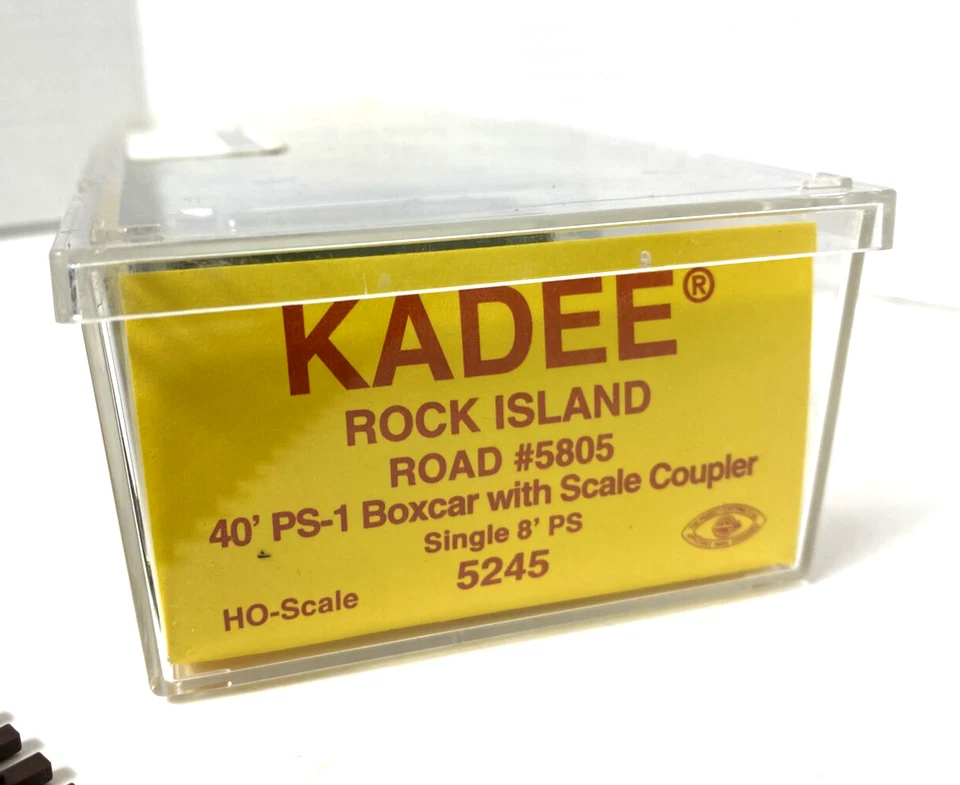 KADEE®
ROCK ISLAND
ROAD #5805
40' PS-1 Boxcar with Scale Coupler
Single 8' PS
5245
HO-Scale